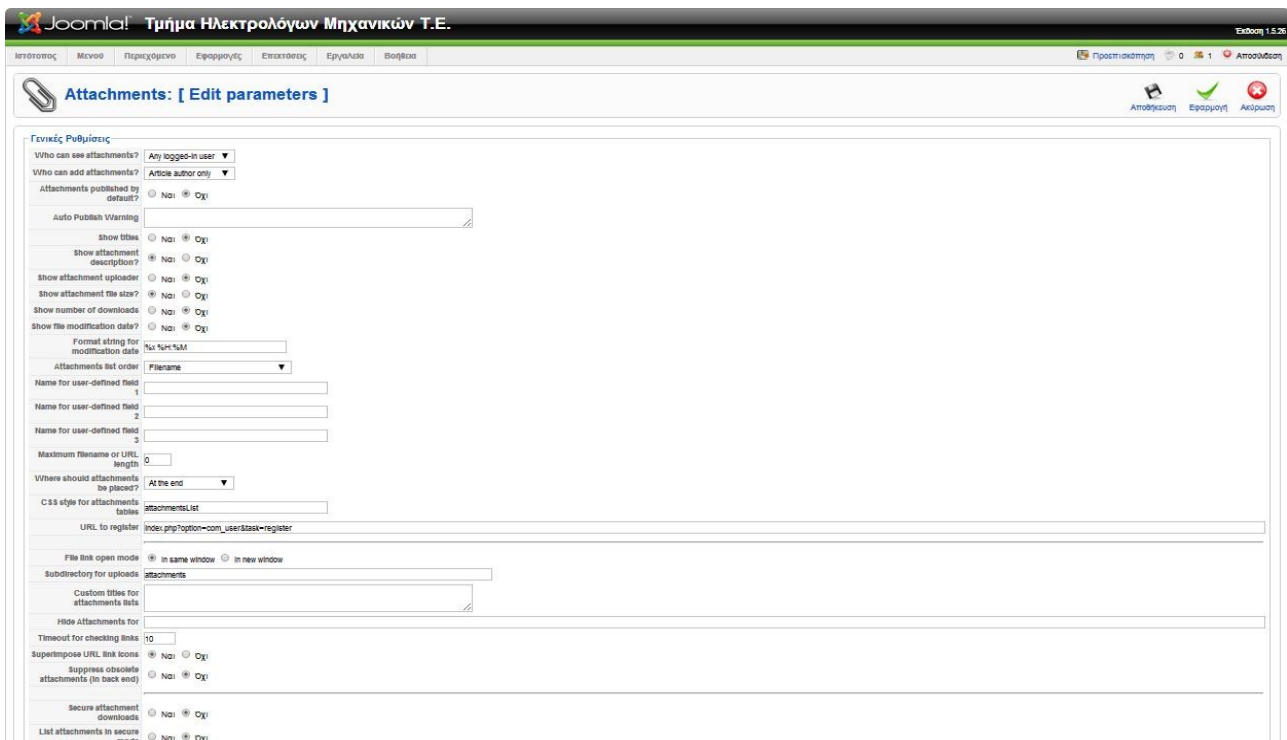 Joomla! Τμήμα Ηλεκτρολόγων Μηχανικών Τ.Ε.
Έκδοση 1.5.26
Ιστότοπος Μενού Περιεχόμενο Εφαρμογές Επεκτάσεις Εργαλεία Βοήθεια Προεπισκόπηση 0 1 Αποσύνδεση
Attachments: [ Edit parameters ]
Αποθήκευση Εφαρμογή Ακύρωση
Γενικές Ρυθμίσεις
Who can see attachments? Any logged-in user
Who can add attachments? Article author only
Attachments published by
default? Ναι Όχι
Auto Publish Warning
Show titles Ναι Όχι
Show attachment
description? Ναι Όχι
Show attachment uploader Ναι Όχι
Show attachment file size? Ναι Όχι
Show number of downloads Ναι Όχι
Show file modification date? Ναι Όχι
Format string for
modification date %x %H:%M
Attachments list order Filename
Name for user-defined field
1
Name for user-defined field
2
Name for user-defined field
3
Maximum filename or URL
length 0
Where should attachments
be placed? At the end
CSS style for attachments
tables attachmentsList
URL to register index.php?option=com_user&task=register
File link open mode In same window In new window
Subdirectory for uploads attachments
Custom titles for
attachments lists
Hide Attachments for
Timeout for checking links 10
Superimpose URL link icons Ναι Όχι
Suppress obsolete
attachments (in back end) Ναι Όχι
Secure attachment
downloads Ναι Όχι
List attachments in secure
mode Ναι Όχι